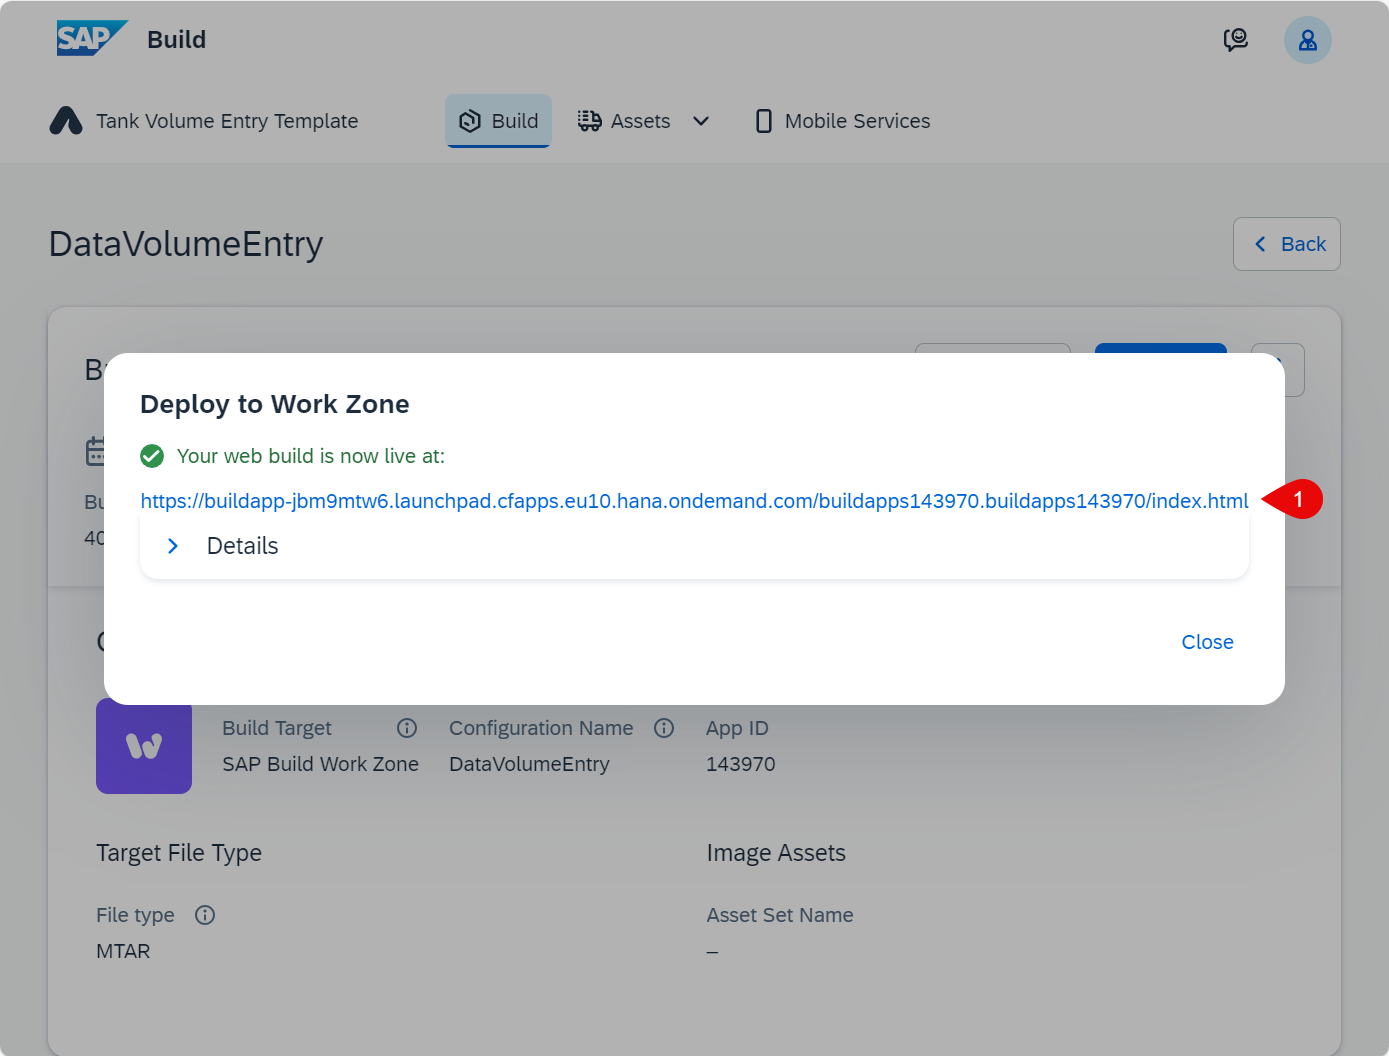 SAP Build
Tank Volume Entry Template Build Assets Mobile Services
DataVolumeEntry Back
Deploy to Work Zone
Your web build is now live at:
https://buildapp-jbm9mtw6.launchpad.cfapps.eu10.hana.ondemand.com/buildapps143970.buildapps143970/index.html 1
Details
Close
Build Target Configuration Name App ID
SAP Build Work Zone DataVolumeEntry 143970
Target File Type Image Assets
File type Asset Set Name
MTAR –